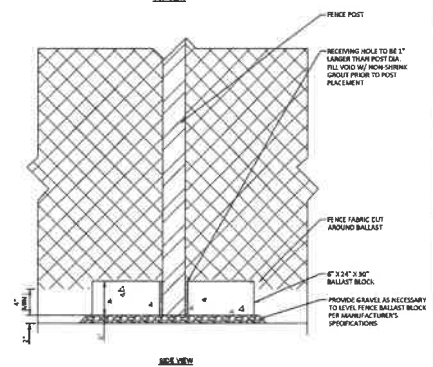 FENCE POST
RECEIVING HOLE TO BE 1"
LARGER THAN POST DIA.
FILL VOID W/ NON-SHRINK
GROUT PRIOR TO POST
PLACEMENT
FENCE FABRIC CUT
AROUND BALLAST
6" X 24" X 30"
BALLAST BLOCK
PROVIDE GRAVEL AS NECESSARY
TO LEVEL FENCE BALLAST BLOCK
PER MANUFACTURER'S
SPECIFICATIONS
4"
MIN
2"
SIDE VIEW